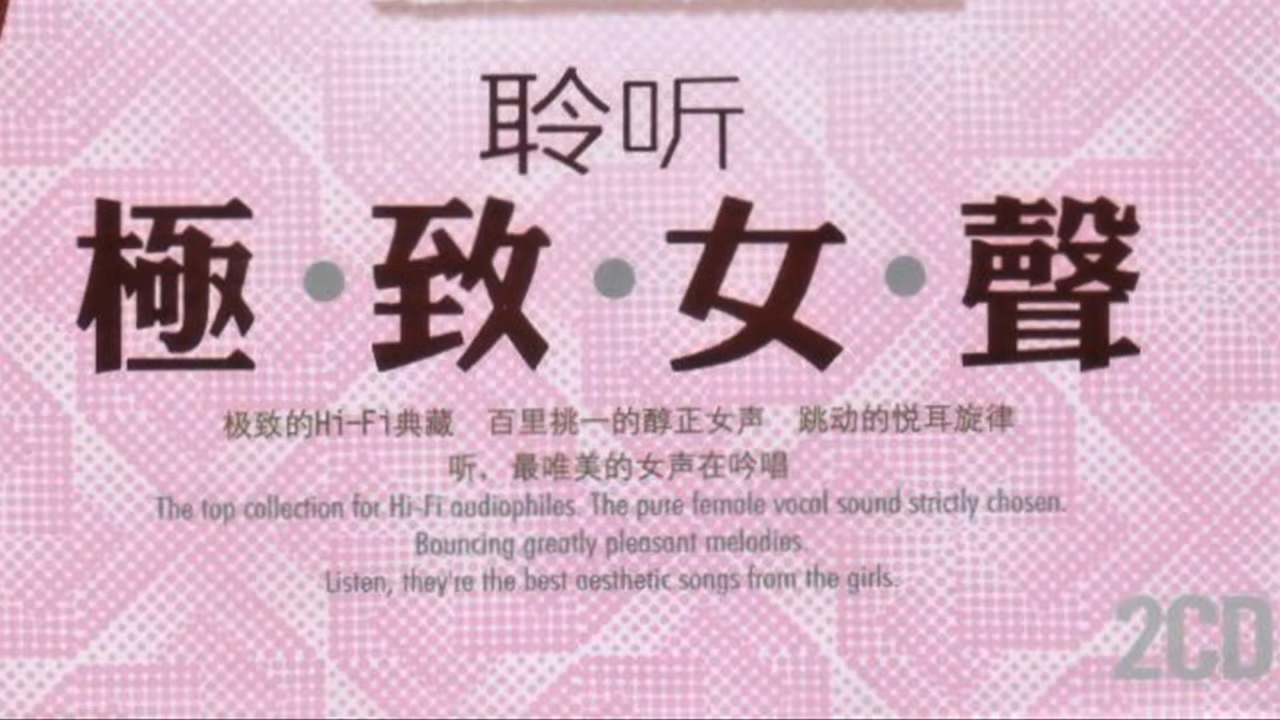 聆听
極·致·女·聲
极致的Hi-Fi典藏 百里挑一的醇正女声 跳动的悦耳旋律
听，最唯美的女声在吟唱
The top collection for Hi-Fi audiophiles. The pure female vocal sound strictly chosen.
Bouncing greatly pleasant melodies.
Listen, they're the best aesthetic songs from the girls.
2CD